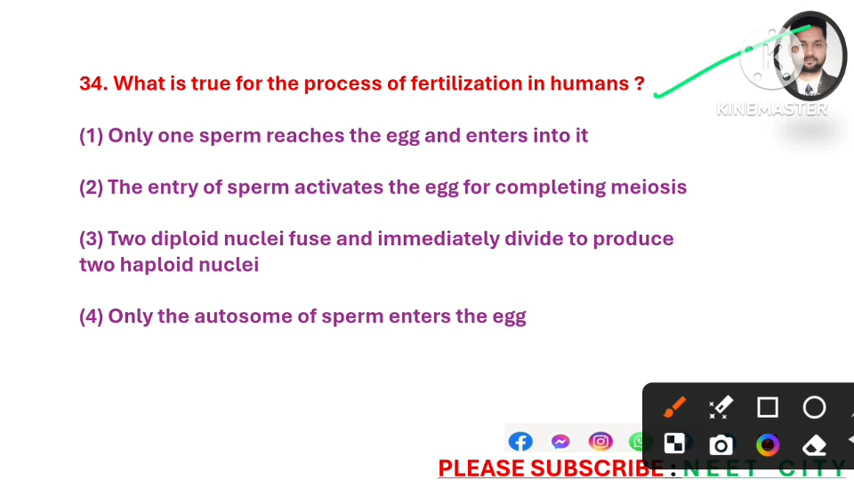 KINEMASTER
34. What is true for the process of fertilization in humans ?
(1) Only one sperm reaches the egg and enters into it
(2) The entry of sperm activates the egg for completing meiosis
(3) Two diploid nuclei fuse and immediately divide to produce
two haploid nuclei
(4) Only the autosome of sperm enters the egg
PLEASE SUBSCRIBE : NEET CITY